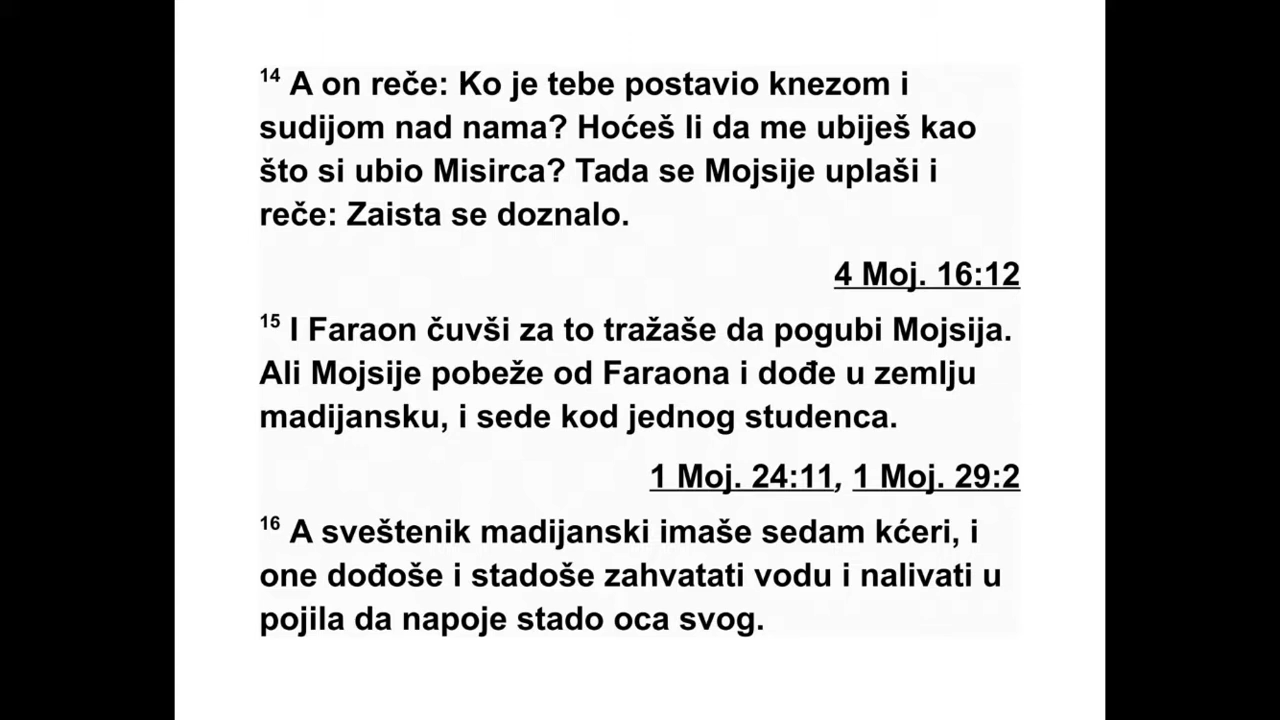 14 A on reče: Ko je tebe postavio knezom i
sudijom nad nama? Hoćeš li da me ubiješ kao
što si ubio Misirca? Tada se Mojsije uplaši i
reče: Zaista se doznalo.
4 Moj. 16:12
15 I Faraon čuvši za to tražaše da pogubi Mojsija.
Ali Mojsije pobeže od Faraona i dođe u zemlju
madijansku, i sede kod jednog studenca.
1 Moj. 24:11, 1 Moj. 29:2
16 A sveštenik madijanski imaše sedam kćeri, i
one dođoše i stadoše zahvatati vodu i nalivati u
pojila da napoje stado oca svog.